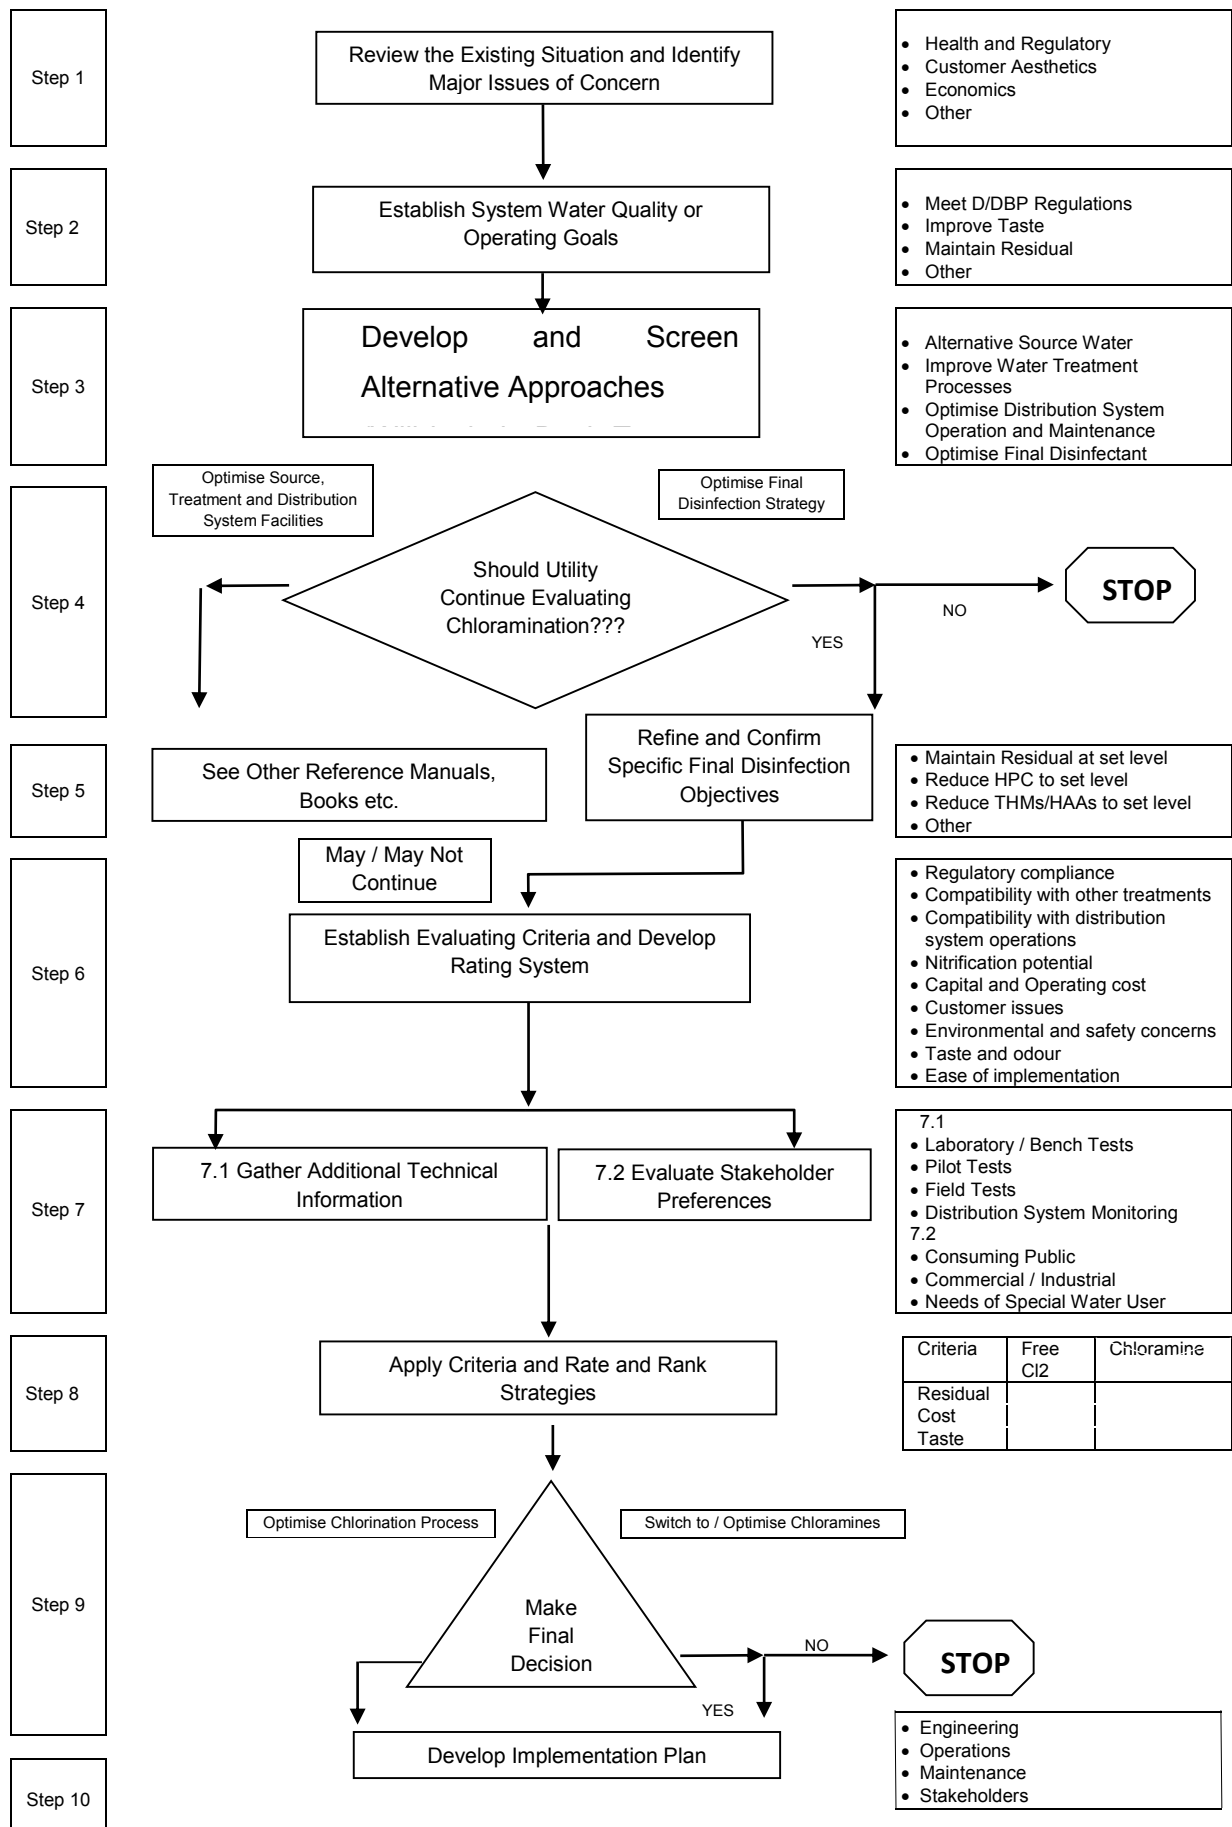 Step 1
Review the Existing Situation and Identify
Major Issues of Concern
• Health and Regulatory
• Customer Aesthetics
• Economics
• Other
Step 2
Establish System Water Quality or
Operating Goals
• Meet D/DBP Regulations
• Improve Taste
• Maintain Residual
• Other
Step 3
Develop and Screen
Alternative Approaches
• Alternative Source Water
• Improve Water Treatment
Processes
• Optimise Distribution System
Operation and Maintenance
• Optimise Final Disinfectant
Step 4
Optimise Source,
Treatment and Distribution
System Facilities
Optimise Final
Disinfection Strategy
Should Utility
Continue Evaluating
Chloramination???
YES
NO
STOP
Step 5
See Other Reference Manuals,
Books etc.
Refine and Confirm
Specific Final Disinfection
Objectives
• Maintain Residual at set level
• Reduce HPC to set level
• Reduce THMs/HAAs to set level
• Other
May / May Not
Continue
Step 6
Establish Evaluating Criteria and Develop
Rating System
• Regulatory compliance
• Compatibility with other treatments
• Compatibility with distribution
system operations
• Nitrification potential
• Capital and Operating cost
• Customer issues
• Environmental and safety concerns
• Taste and odour
• Ease of implementation
Step 7
7.1 Gather Additional Technical
Information
7.2 Evaluate Stakeholder
Preferences
7.1
• Laboratory / Bench Tests
• Pilot Tests
• Field Tests
• Distribution System Monitoring
7.2
• Consuming Public
• Commercial / Industrial
• Needs of Special Water User
Step 8
Apply Criteria and Rate and Rank
Strategies
Criteria Free Chloramine
Cl2
Residual
Cost
Taste
Step 9
Optimise Chlorination Process
Switch to / Optimise Chloramines
Make
Final
Decision
YES
NO
STOP
Step 10
Develop Implementation Plan
• Engineering
• Operations
• Maintenance
• Stakeholders